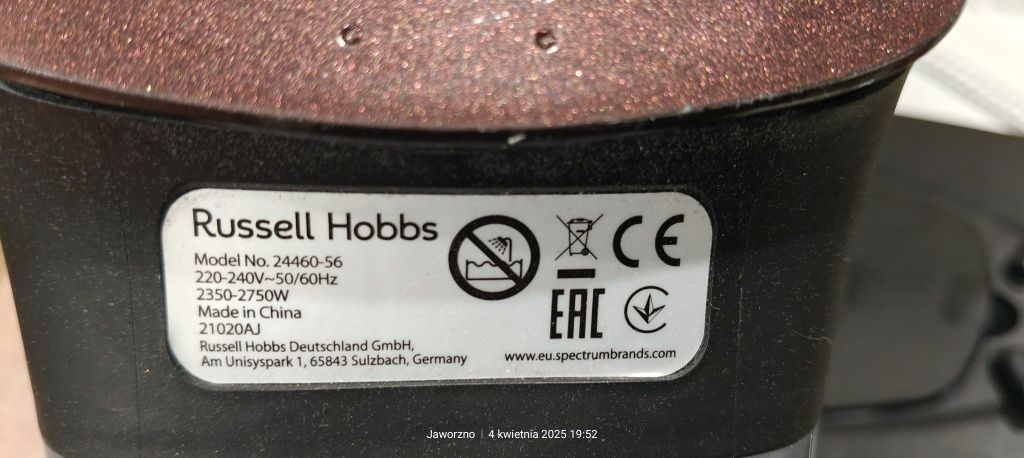 Russell Hobbs
Model No. 24460-56
220-240V~50/60Hz
2350-2750W
Made in China
21020AJ
Russell Hobbs Deutschland GmbH,
Am Unisyspark 1, 65843 Sulzbach, Germany
CE
EAC
www.eu.spectrumbrands.com
Jaworzno | 4 kwietnia 2025 19:52